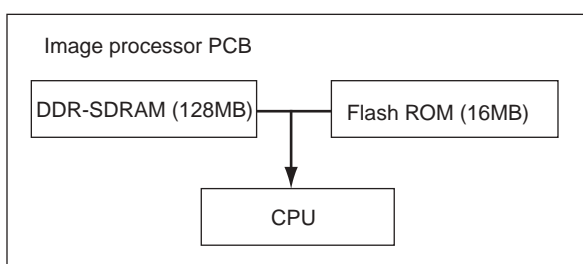 Image processor PCB
DDR-SDRAM (128MB)
Flash ROM (16MB)
CPU